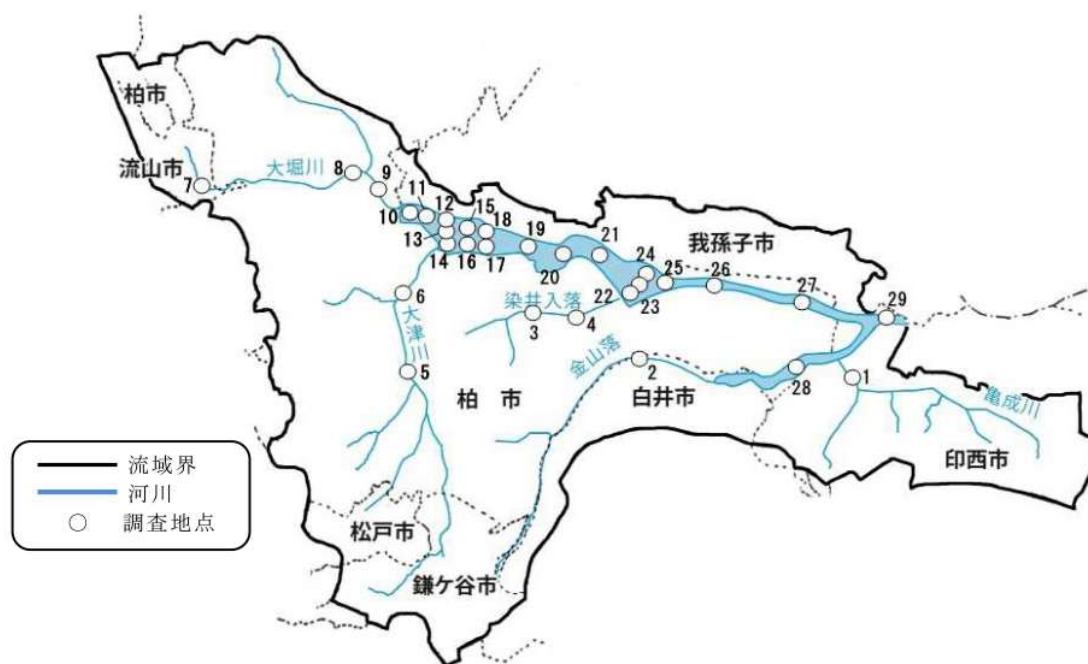 柏市
流山市
7
大堀川
8
9
10
11
12
13
14
15
16
17
18
19
20
21
22
23
24
25
26
27
28
29
我孫子市
染井入落
3
4
6
大津川
5
金山落
2
柏 市
白井市
1
亀成川
印西市
松戸市
鎌ケ谷市
流域界
河川
調査地点